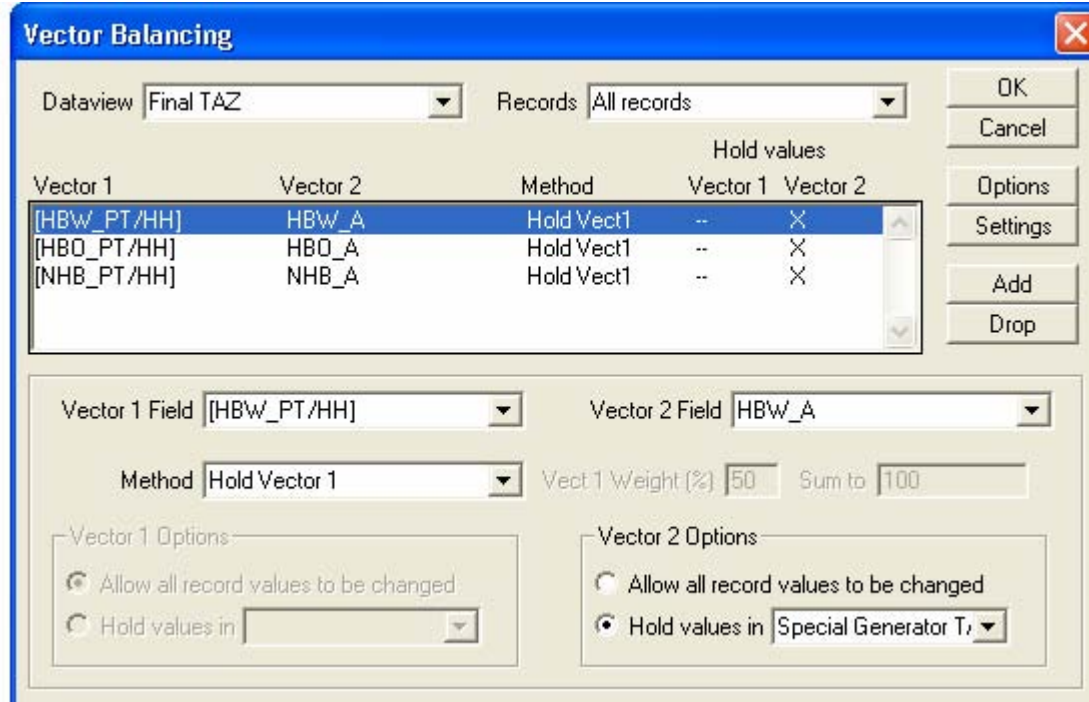 Vector Balancing
Dataview Final TAZ Records All records OK
Cancel
Hold values
Vector 1 Vector 2 Method Vector 1 Vector 2 Options
[HBW_PT/HH] HBW_A Hold Vect1 -- X Settings
[HBO_PT/HH] HBO_A Hold Vect1 -- X
[NHB_PT/HH] NHB_A Hold Vect1 -- X Add
Drop
Vector 1 Field [HBW_PT/HH] Vector 2 Field HBW_A
Method Hold Vector 1 Vect 1 Weight (%) 50 Sum to 100
Vector 1 Options Vector 2 Options
Allow all record values to be changed Allow all record values to be changed
Hold values in Hold values in Special Generator